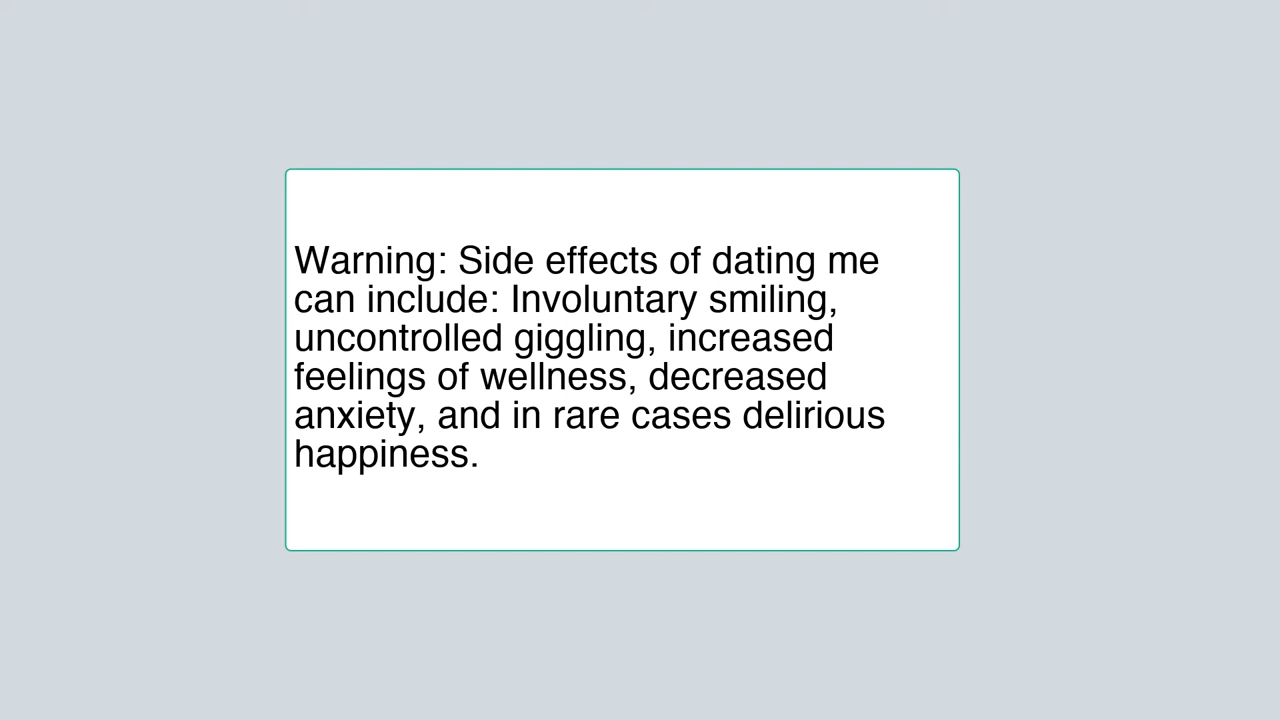 Warning: Side effects of dating me
can include: Involuntary smiling,
uncontrolled giggling, increased
feelings of wellness, decreased
anxiety, and in rare cases delirious
happiness.